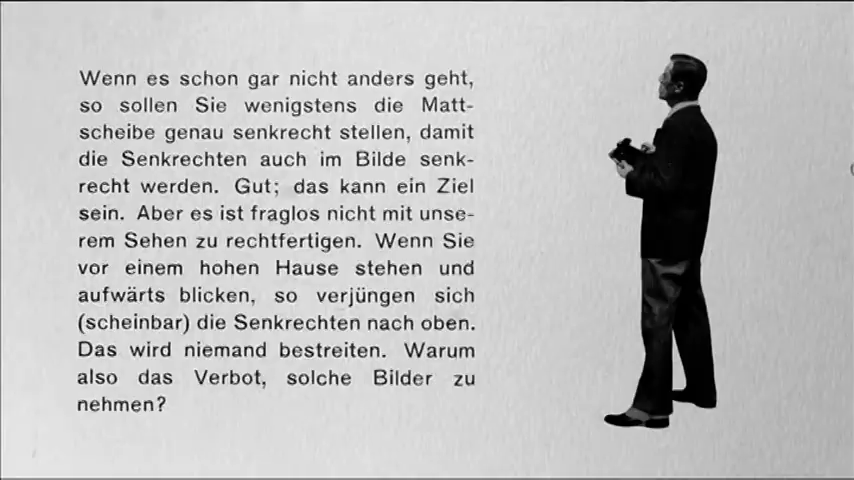 Wenn es schon gar nicht anders geht,
so sollen Sie wenigstens die Matt-
scheibe genau senkrecht stellen, damit
die Senkrechten auch im Bilde senk-
recht werden. Gut; das kann ein Ziel
sein. Aber es ist fraglos nicht mit unse-
rem Sehen zu rechtfertigen. Wenn Sie
vor einem hohen Hause stehen und
aufwärts blicken, so verjüngen sich
(scheinbar) die Senkrechten nach oben.
Das wird niemand bestreiten. Warum
also das Verbot, solche Bilder zu
nehmen?